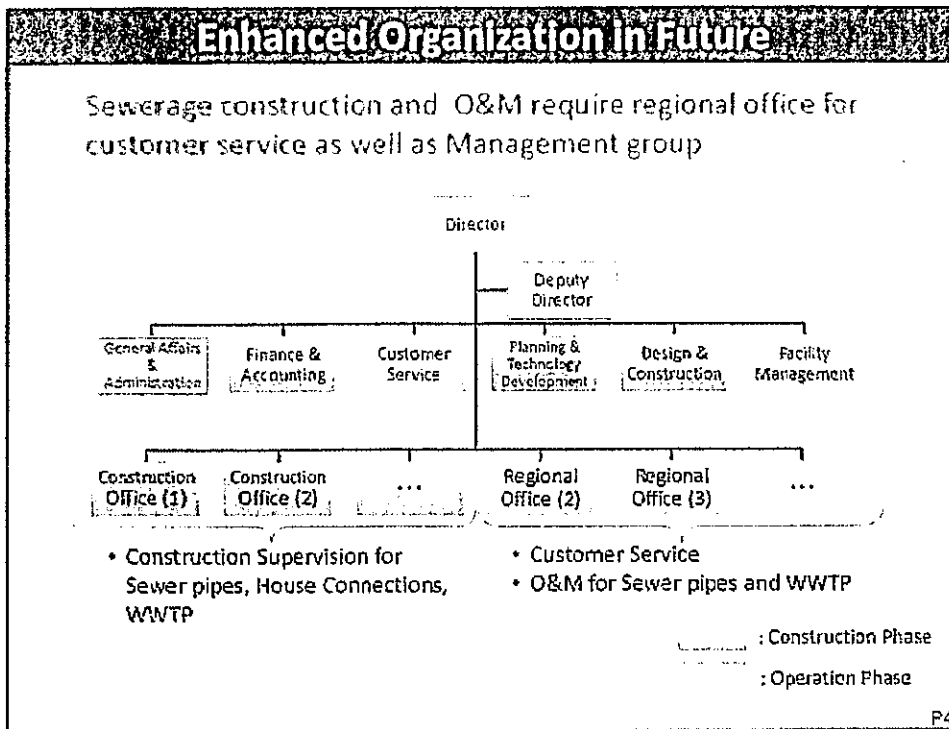 Enhanced Organization in Future
Sewerage construction and O&M require regional office for
customer service as well as Management group
Director
Deputy
Director
General Affairs
&
Administration
Finance &
Accounting
Customer
Service
Planning &
Technology
Development
Design &
Construction
Facility
Management
Construction
Office (1)
Construction
Office (2)
...
Regional
Office (2)
Regional
Office (3)
...
• Construction Supervision for
Sewer pipes, House Connections,
WWTP
• Customer Service
• O&M for Sewer pipes and WWTP
: Construction Phase
: Operation Phase
P4